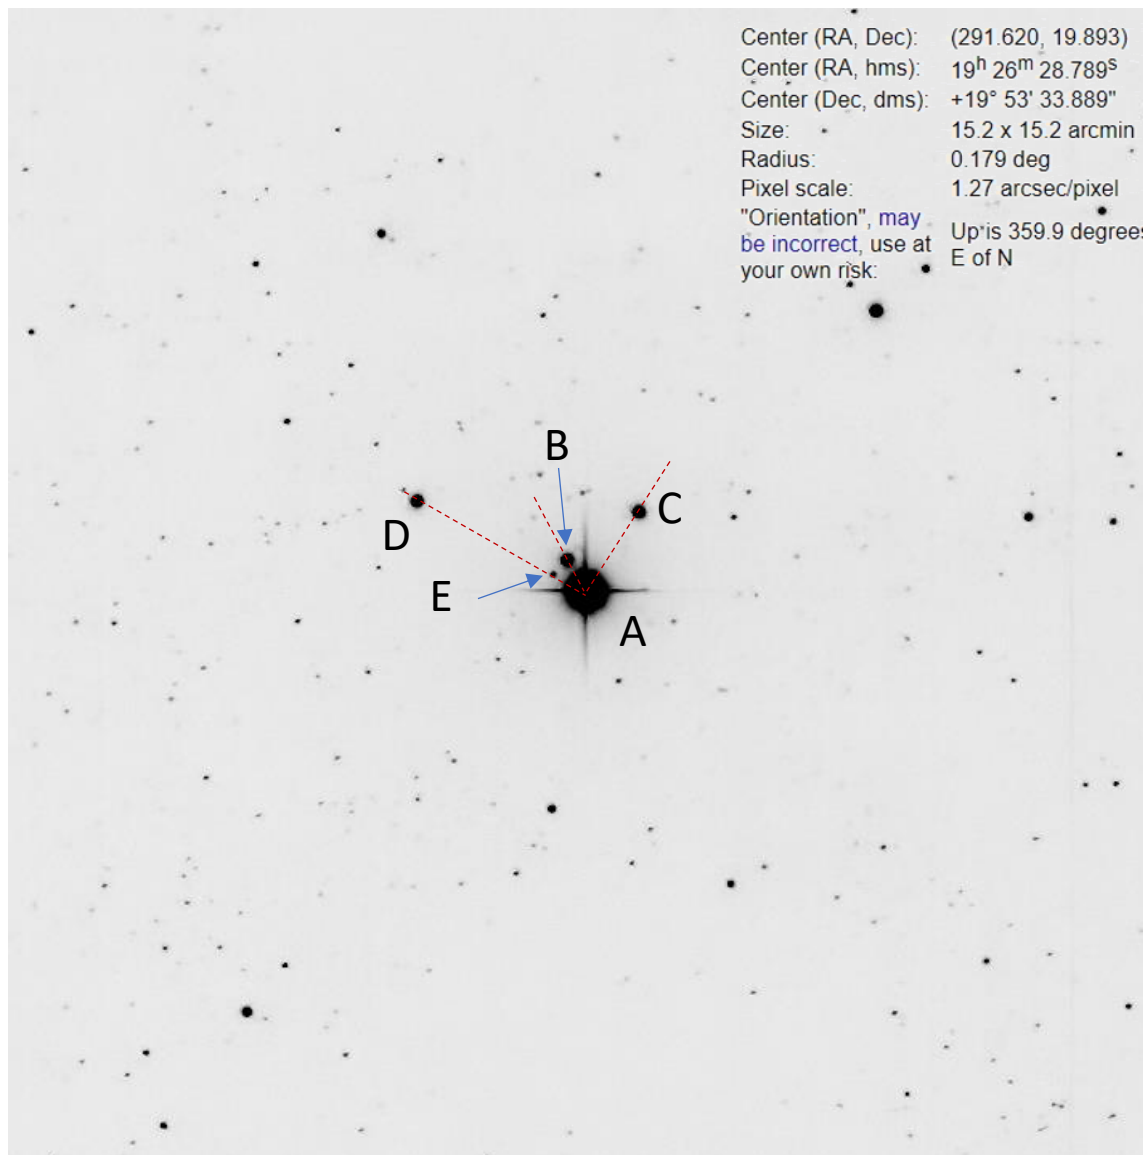 Center (RA, Dec): (291.620, 19.893)
Center (RA, hms): 19h 26m 28.789s
Center (Dec, dms): +19° 53' 33.889"
Size: 15.2 x 15.2 arcmin
Radius: 0.179 deg
Pixel scale: 1.27 arcsec/pixel
"Orientation", may be incorrect, use at your own risk: Up is 359.9 degrees E of N
B
C
D
E
A